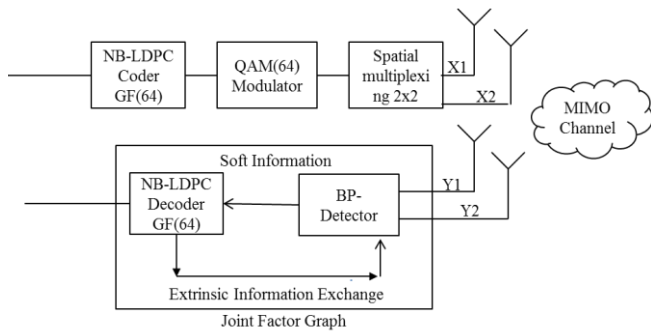 NB-LDPC
Coder
GF(64)
QAM(64)
Modulator
Spatial
multiplexi
ng 2x2
X1
X2
MIMO
Channel
Soft Information
NB-LDPC
Decoder
GF(64)
BP-
Detector
Y1
Y2
Extrinsic Information Exchange
Joint Factor Graph